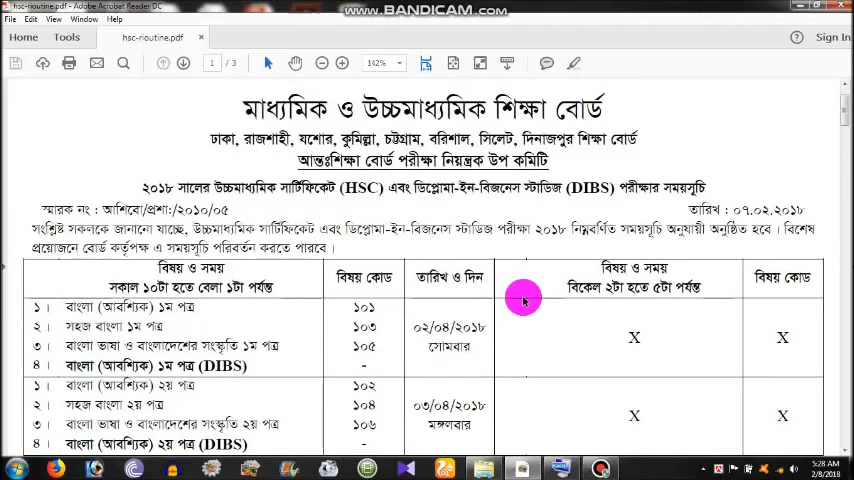 hsc-rioutine.pdf - Adobe Acrobat Reader DC
www.BANDICAM.com
File Edit View Window Help
Home Tools hsc-rioutine.pdf × Sign In
1 / 3 142%
মাধ্যমিক ও উচ্চমাধ্যমিক শিক্ষা বোর্ড
ঢাকা, রাজশাহী, যশোর, কুমিল্লা, চট্টগ্রাম, বরিশাল, সিলেট, দিনাজপুর শিক্ষা বোর্ড
আন্তঃশিক্ষা বোর্ড পরীক্ষা নিয়ন্ত্রক উপ কমিটি
২০১৮ সালের উচ্চমাধ্যমিক সার্টিফিকেট (HSC) এবং ডিপ্লোমা-ইন-বিজনেস স্টাডিজ (DIBS) পরীক্ষার সময়সূচি
স্মারক নং : আশিবো/প্রশা:/২০১০/০৫ তারিখ : ০৭.০২.২০১৮
সংশ্লিষ্ট সকলকে জানানো যাচ্ছে, উচ্চমাধ্যমিক সার্টিফিকেট এবং ডিপ্লোমা-ইন-বিজনেস স্টাডিজ পরীক্ষা ২০১৮ নিম্নবর্ণিত সময়সূচি অনুযায়ী অনুষ্ঠিত হবে। বিশেষ
প্রয়োজনে বোর্ড কর্তৃপক্ষ এ সময়সূচি পরিবর্তন করতে পারবে।
বিষয় ও সময় বিষয় কোড তারিখ ও দিন বিষয় ও সময় বিষয় কোড
সকাল ১০টা হতে বেলা ১টা পর্যন্ত বিকেল ২টা হতে ৫টা পর্যন্ত
১। বাংলা (আবশ্যিক) ১ম পত্র ১০১
২। সহজ বাংলা ১ম পত্র ১০৩ ০২/০৪/২০১৮
X X
৩। বাংলা ভাষা ও বাংলাদেশের সংস্কৃতি ১ম পত্র ১০৫ সোমবার
৪। বাংলা (আবশ্যিক) ১ম পত্র (DIBS) -
১। বাংলা (আবশ্যিক) ২য় পত্র ১০২
২। সহজ বাংলা ২য় পত্র ১০৪ ০৩/০৪/২০১৮
X X
৩। বাংলা ভাষা ও বাংলাদেশের সংস্কৃতি ২য় পত্র ১০৬ মঙ্গলবার
৪। বাংলা (আবশ্যিক) ২য় পত্র (DIBS) -
5:28 AM
2/8/2018